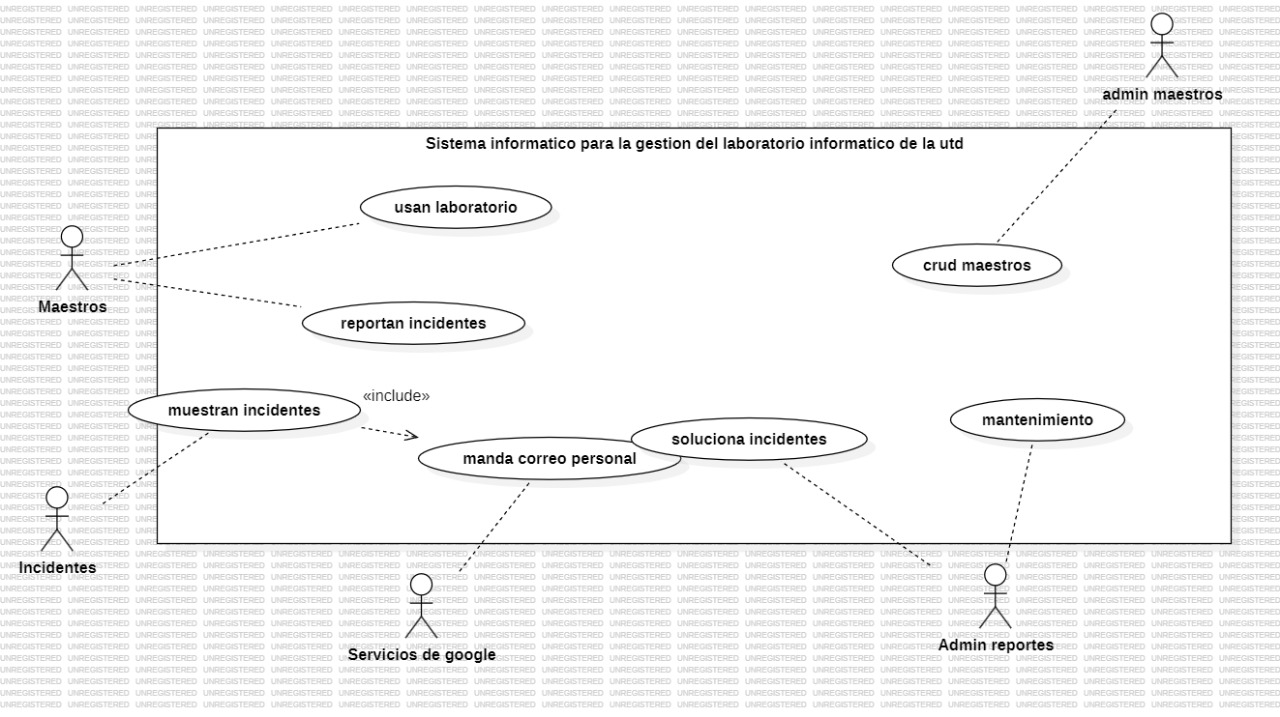 admin maestros
Sistema informatico para la gestion del laboratorio informatico de la utd
usan laboratorio
crud maestros
Maestros
reportan incidentes
«include»
muestran incidentes
mantenimiento
soluciona incidentes
manda correo personal
Incidentes
Admin reportes
Servicios de google
UNREGISTERED